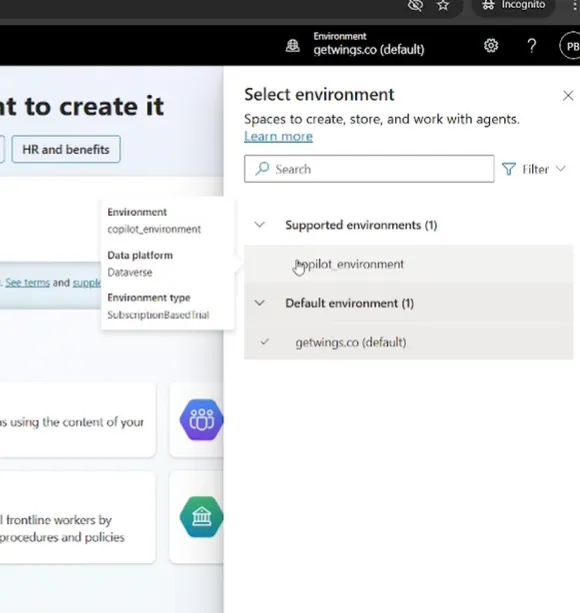 Incognito
Environment
getwings.co (default)
?
PB
nt to create it
HR and benefits
Select environment
Spaces to create, store, and work with agents.
Learn more
Search
Filter
Environment
copilot_environment
Data platform
Dataverse
Environment type
SubscriptionBasedTrial
Supported environments (1)
copilot_environment
Default environment (1)
getwings.co (default)
. See terms and supple
s using the content of your
l frontline workers by
procedures and policies